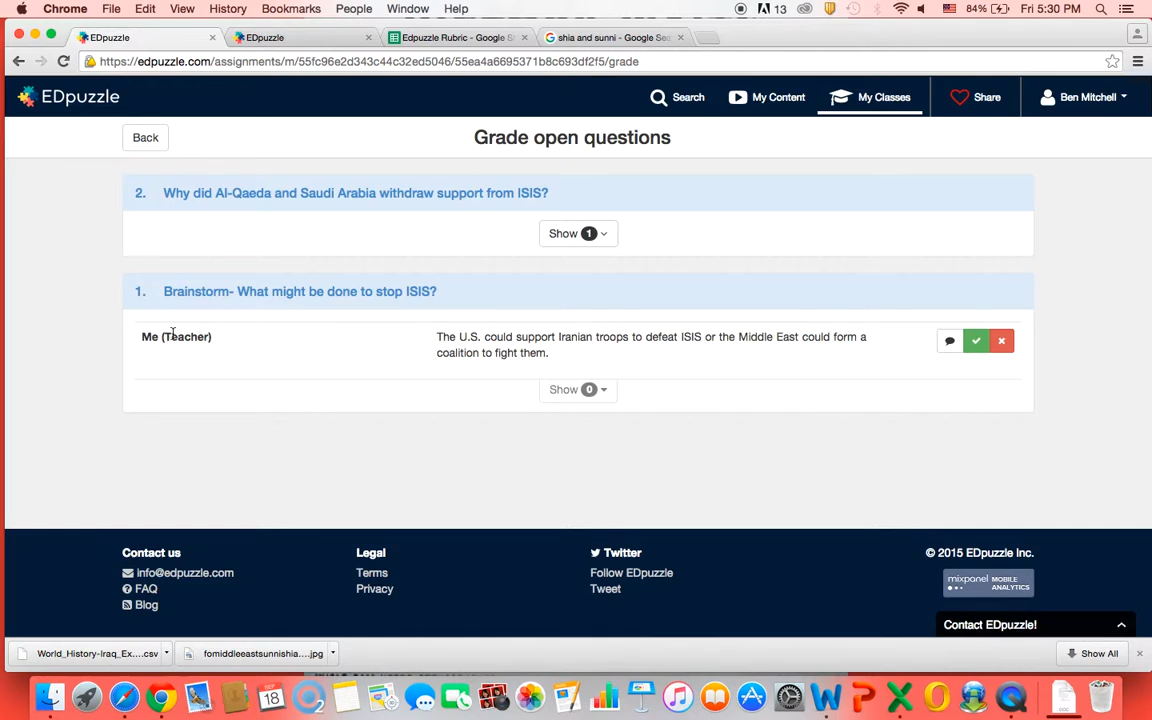 Chrome File Edit View History Bookmarks People Window Help 13 84% Fri 5:30 PM
EDpuzzle EDpuzzle Edpuzzle Rubric - Google S shia and sunni - Google Sea
https://edpuzzle.com/assignments/m/55fc96e2d343c44c32ed5046/55ea4a6695371b8c693df2f5/grade
EDpuzzle Search My Content My Classes Share Ben Mitchell
Back Grade open questions
2. Why did Al-Qaeda and Saudi Arabia withdraw support from ISIS?
Show 1
1. Brainstorm- What might be done to stop ISIS?
Me (Teacher) The U.S. could support Iranian troops to defeat ISIS or the Middle East could form a
coalition to fight them.
Show 0
Contact us Legal Twitter © 2015 EDpuzzle Inc.
info@edpuzzle.com Terms Follow EDpuzzle mixpanel MOBILE ANALYTICS
FAQ Privacy Tweet
Blog
Contact EDpuzzle!
World_History-Iraq_Ex....csv fomiddleeastsunnishia....jpg Show All
18